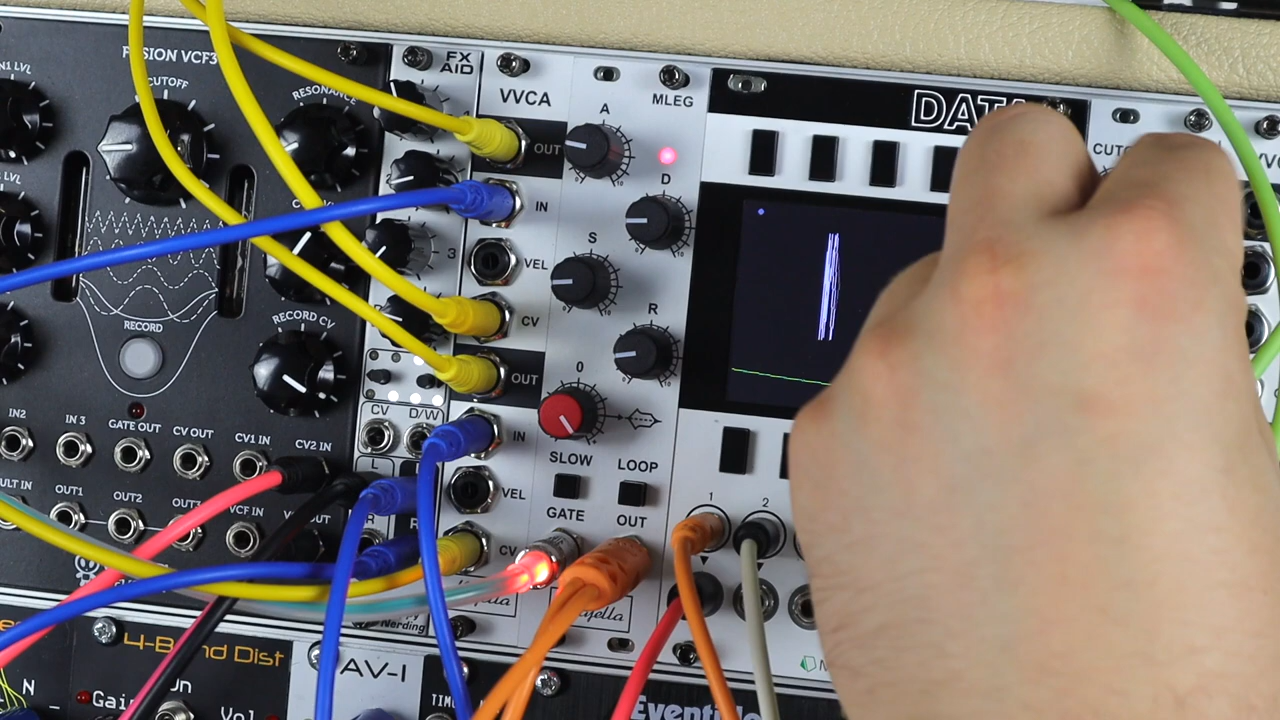 FUSION VCF3
CUTOFF
RESONANCE
RECORD
RECORD CV
IN2
IN 3
GATE OUT
CV OUT
CV1 IN
CV2 IN
OUT1
OUT2
OUT3
VCF IN
FX
AID
3
CV
D/W
L
R
VVCA
OUT
IN
VEL
CV
OUT
IN
VEL
CV
MLEG
A
D
S
R
0
SLOW
LOOP
GATE
OUT
DATA
1
2
Nerding
4-Band Dist
Gain
N
AV-I
Eventide